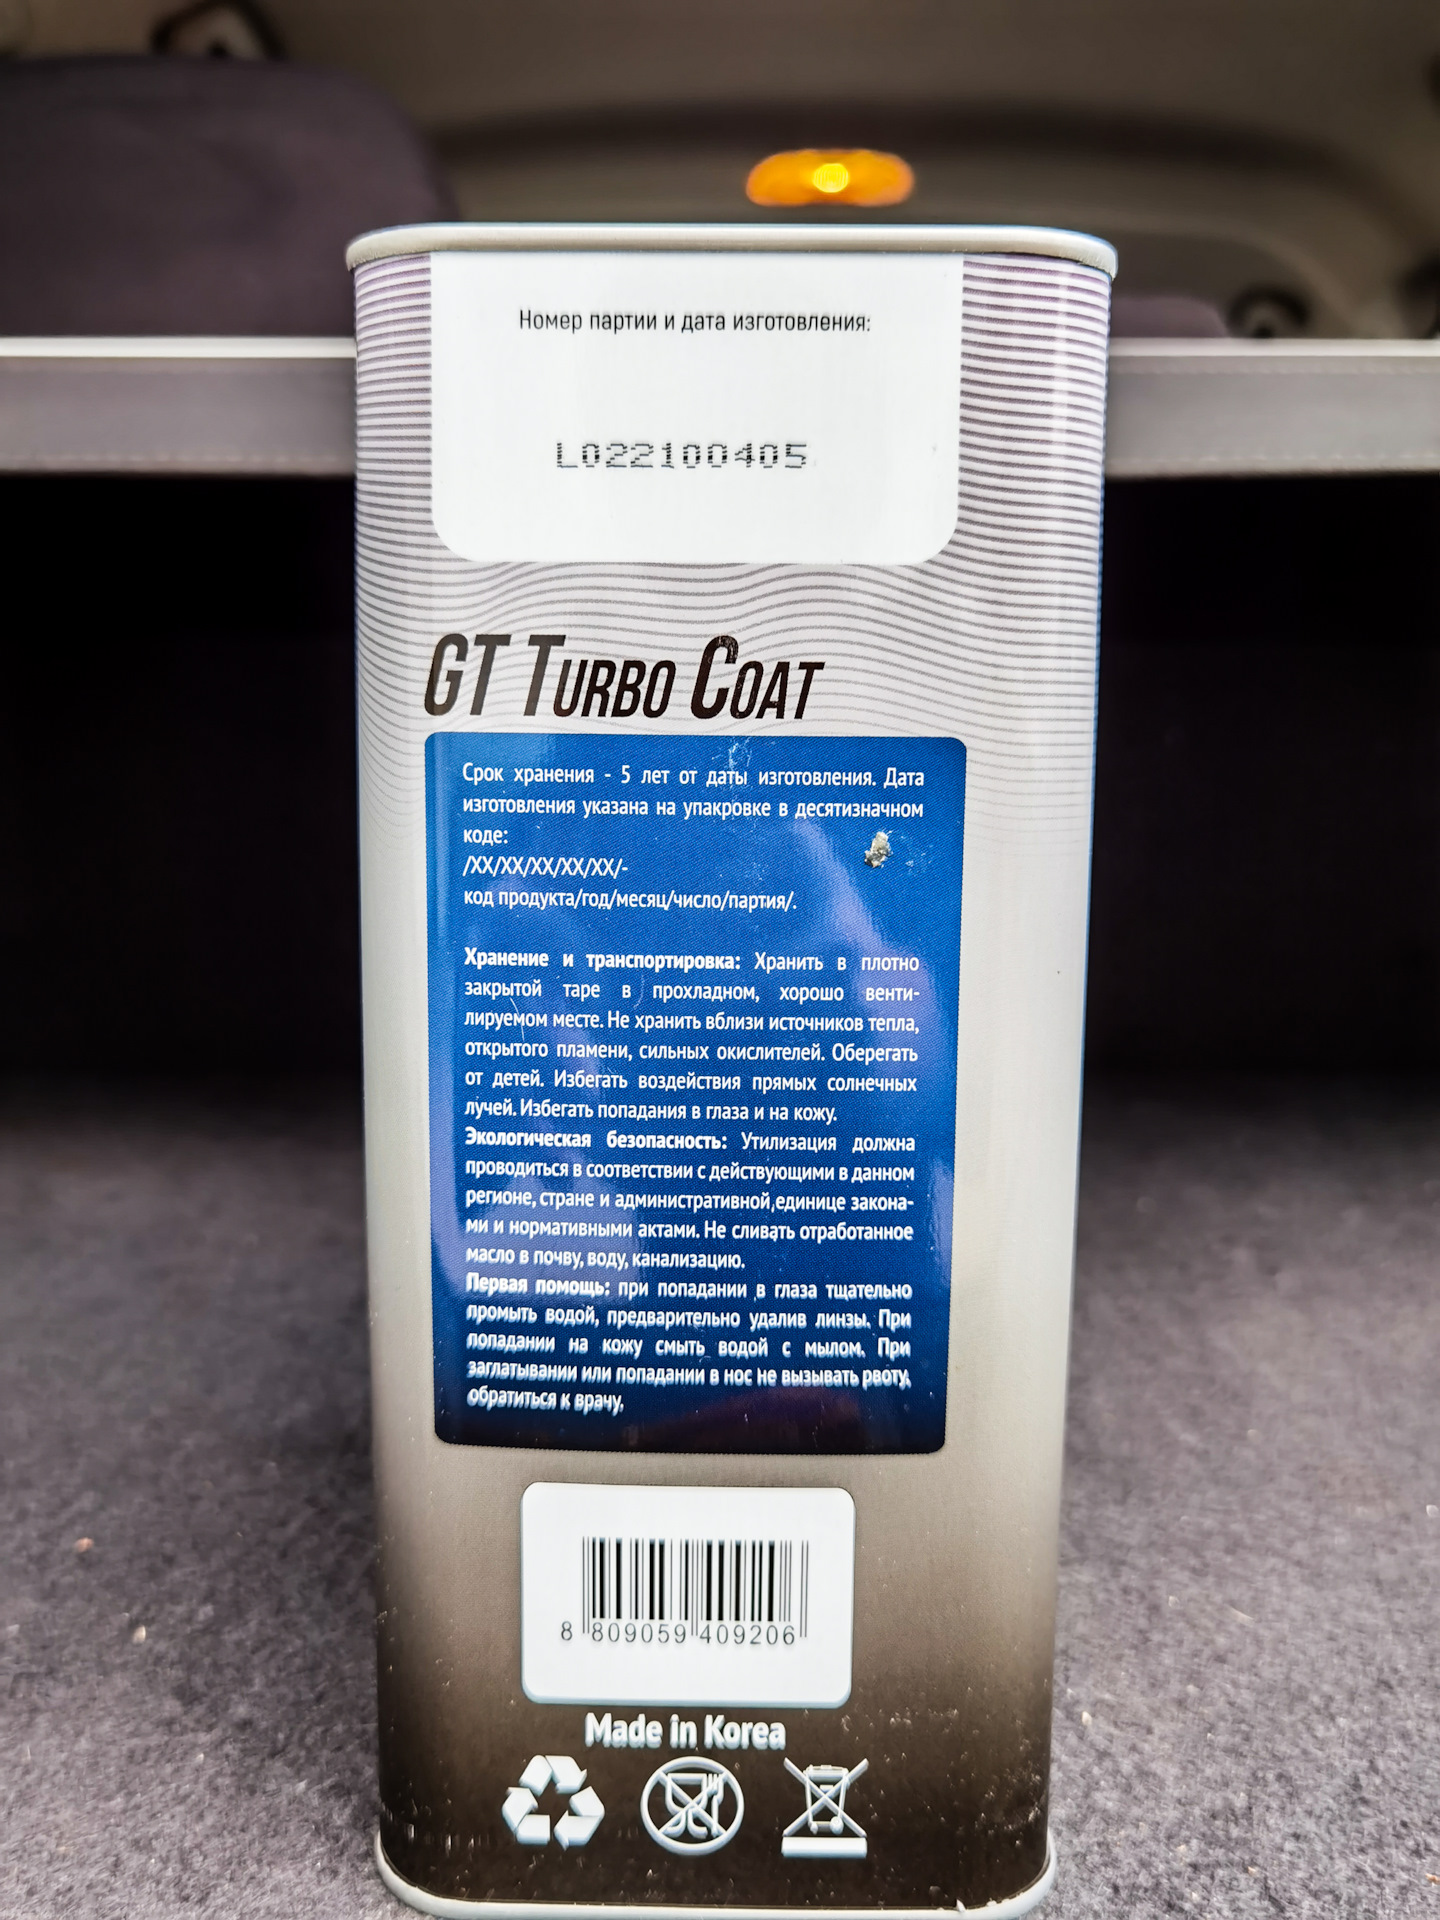 Номер партии и дата изготовления:
L022100405
GT TURBO COAT
Срок хранения - 5 лет от даты изготовления. Дата
изготовления указана на упакровке в десятизначном
коде:
/XX/XX/XX/XX/XX/-
код продукта/год/месяц/число/партия/.
Хранение и транспортировка: Хранить в плотно
закрытой таре в прохладном, хорошо венти-
лируемом месте. Не хранить вблизи источников тепла,
открытого пламени, сильных окислителей. Оберегать
от детей. Избегать воздействия прямых солнечных
лучей. Избегать попадания в глаза и на кожу.
Экологическая безопасность: Утилизация должна
проводиться в соответствии с действующими в данном
регионе, стране и административной,единице закона-
ми и нормативными актами. Не сливать отработанное
масло в почву, воду, канализацию.
Первая помощь: при попадании в глаза тщательно
промыть водой, предварительно удалив линзы. При
попадании на кожу смыть водой с мылом. При
заглатывании или попадании в нос не вызывать рвоту,
обратиться к врачу.
8 809059 409206
Made in Korea